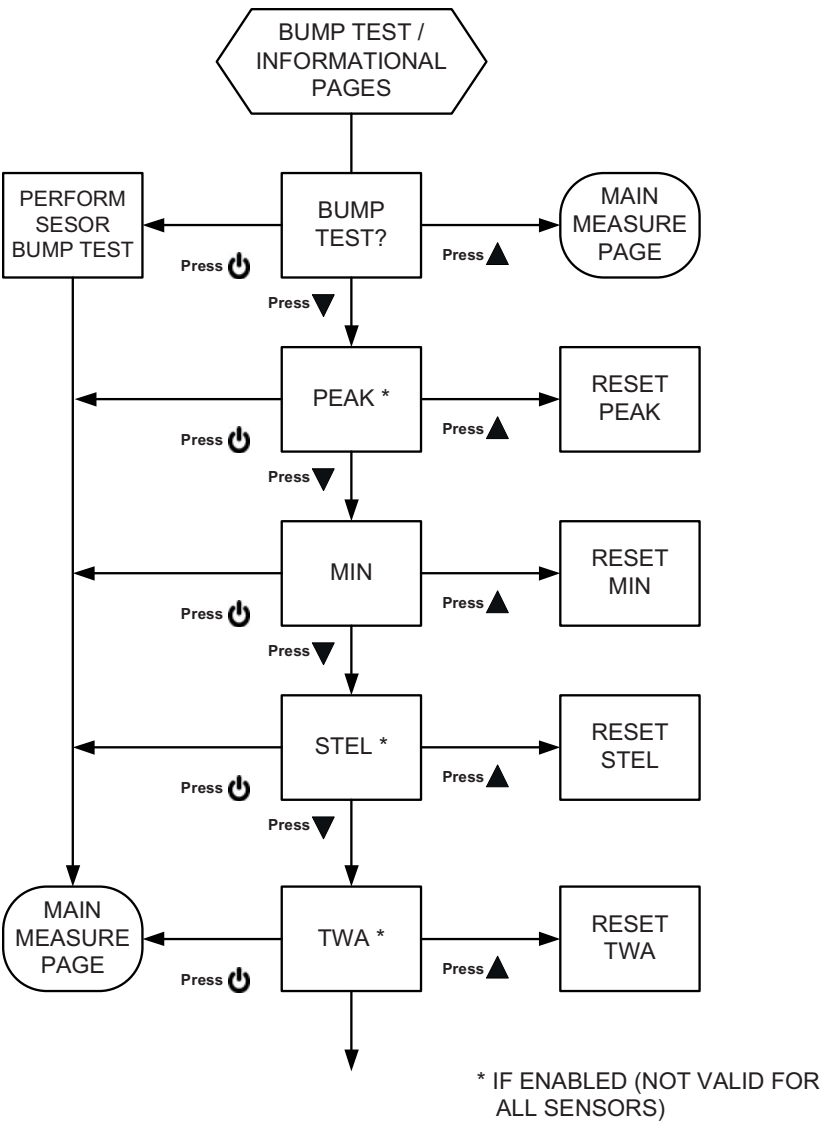 BUMP TEST /
INFORMATIONAL
PAGES
PERFORM
SESOR
BUMP TEST
BUMP
TEST?
MAIN
MEASURE
PAGE
Press
Press
Press
PEAK *
RESET
PEAK
Press
Press
Press
MIN
RESET
MIN
Press
Press
Press
STEL *
RESET
STEL
Press
Press
Press
MAIN
MEASURE
PAGE
TWA *
RESET
TWA
Press
Press
* IF ENABLED (NOT VALID FOR
ALL SENSORS)